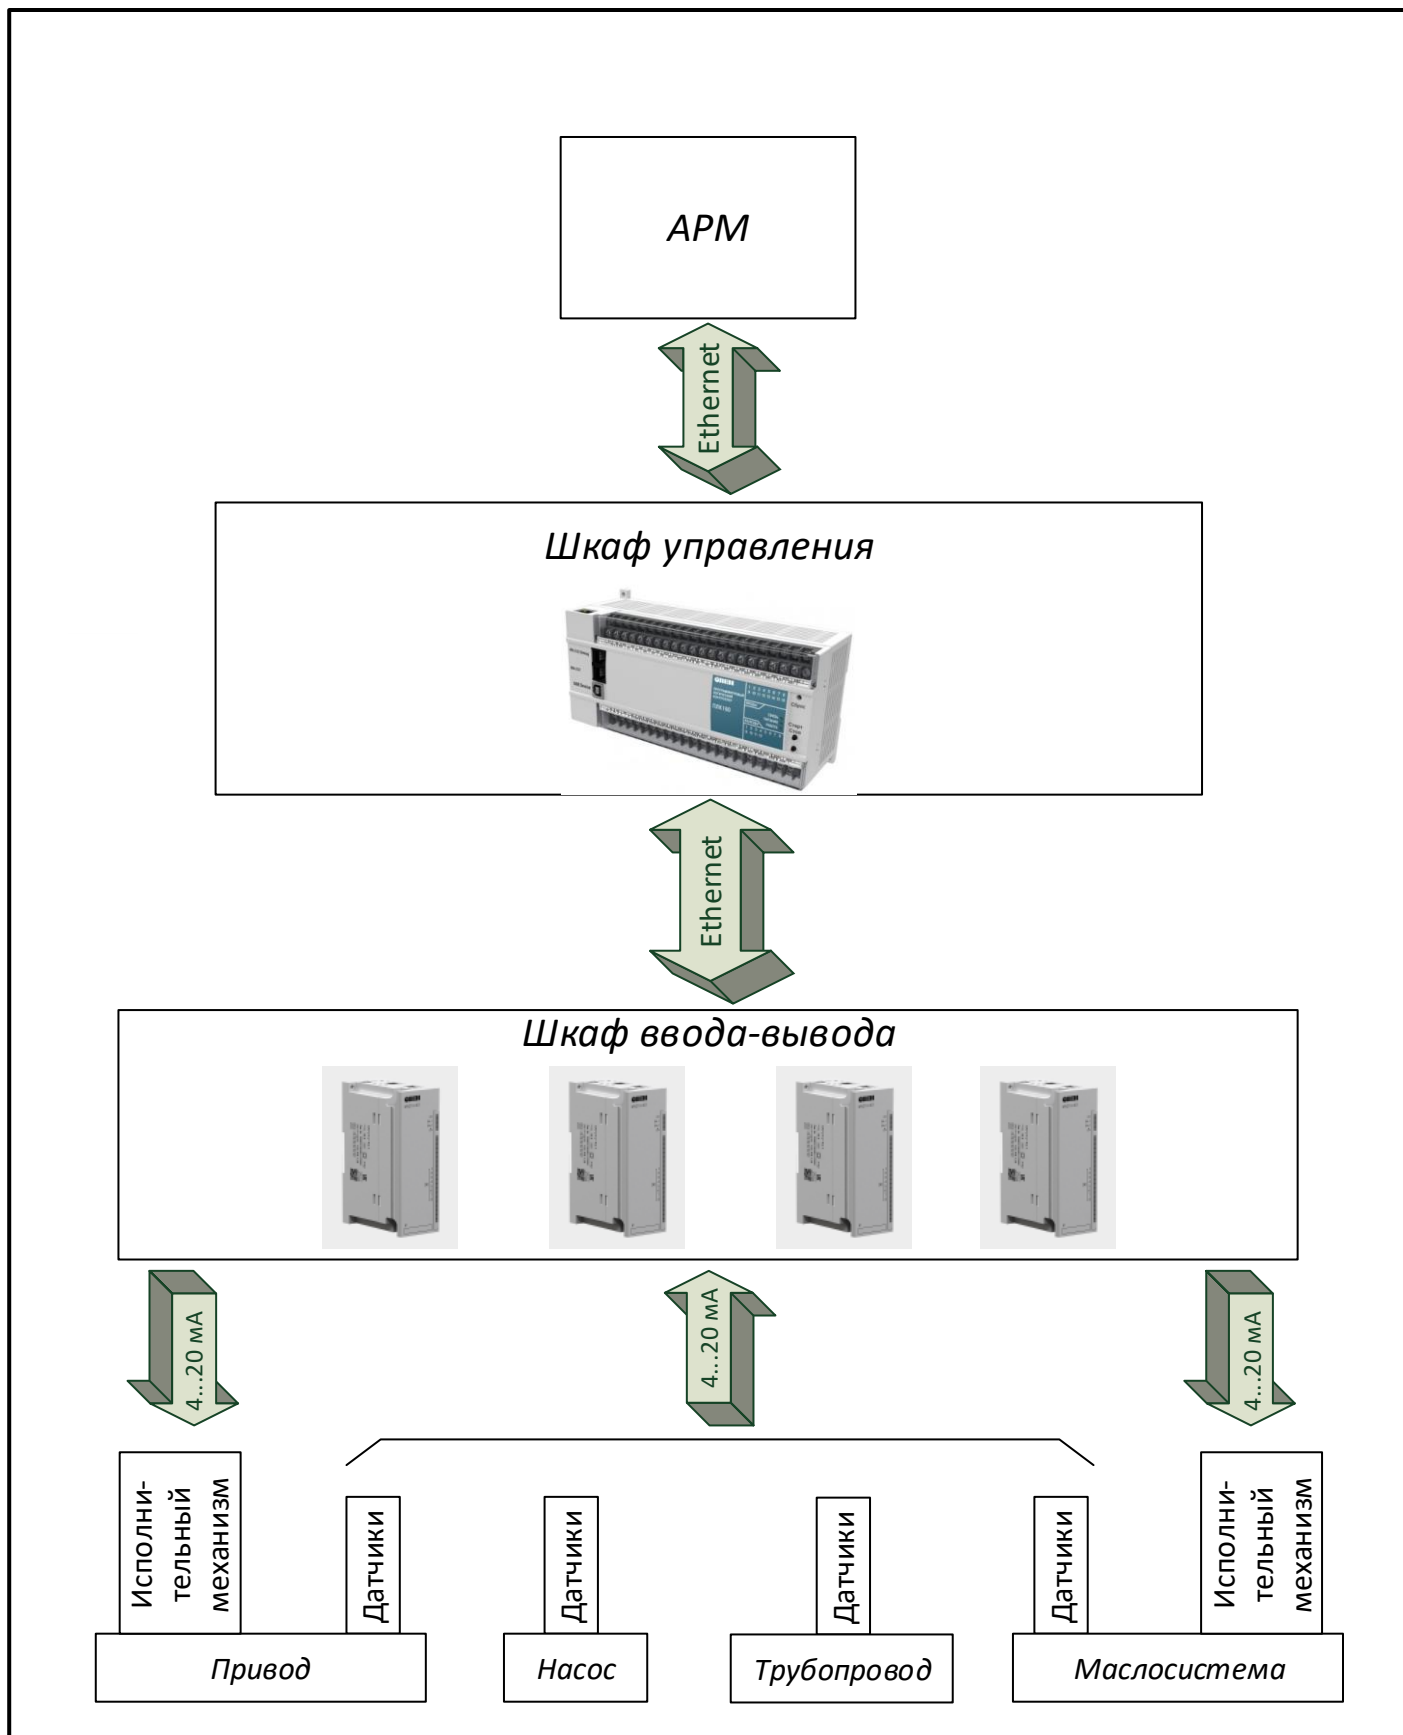 АРМ
Ethernet
Шкаф управления
ОВЕН
Ethernet
Шкаф ввода-вывода
4...20 мА
4...20 мА
4...20 мА
Исполни-
тельный
механизм
Датчики
Датчики
Датчики
Датчики
Исполни-
тельный
механизм
Привод
Насос
Трубопровод
Маслосистема